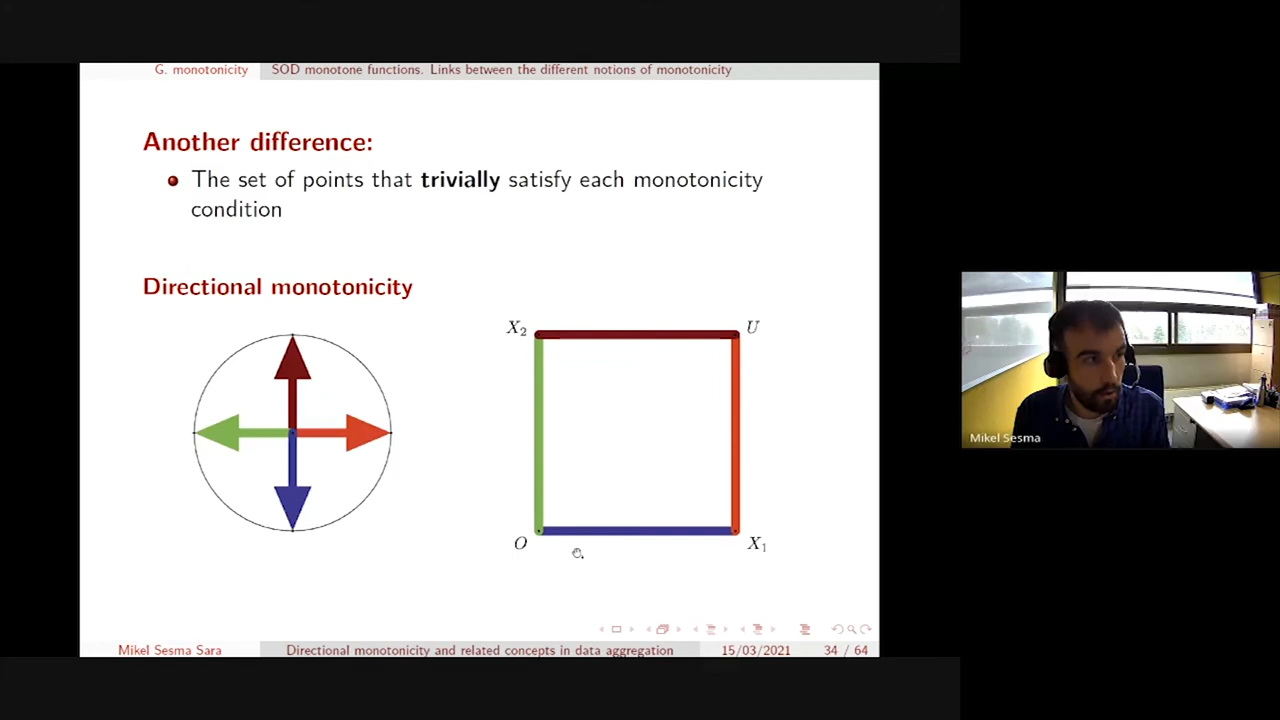 G. monotonicity SOD monotone functions. Links between the different notions of monotonicity
Another difference:
The set of points that trivially satisfy each monotonicity
condition
Directional monotonicity
X2 U
O X1
Mikel Sesma
Mikel Sesma Sara Directional monotonicity and related concepts in data aggregation 15/03/2021 34 / 64